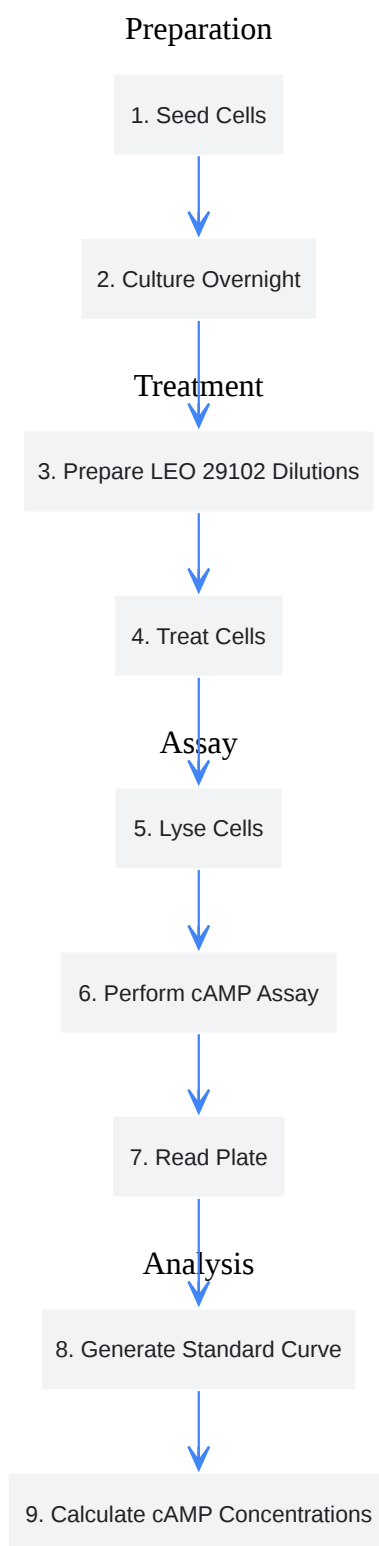 Preparation
1. Seed Cells
2. Culture Overnight
Treatment
3. Prepare LEO 29102 Dilutions
4. Treat Cells
Assay
5. Lyse Cells
6. Perform cAMP Assay
7. Read Plate
Analysis
8. Generate Standard Curve
9. Calculate cAMP Concentrations